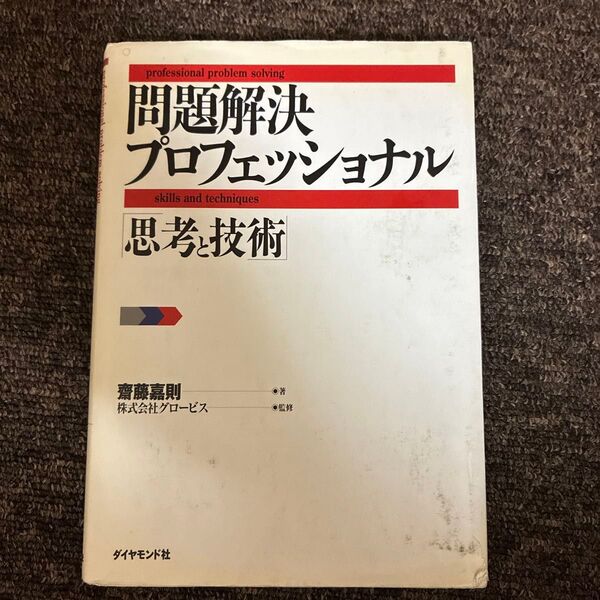 professional problem solving
問題解決
プロフェッショナル
skills and techniques
「思考と技術」
齋藤嘉則 ◉著
株式会社グロービス ◉監修
ダイヤモンド社